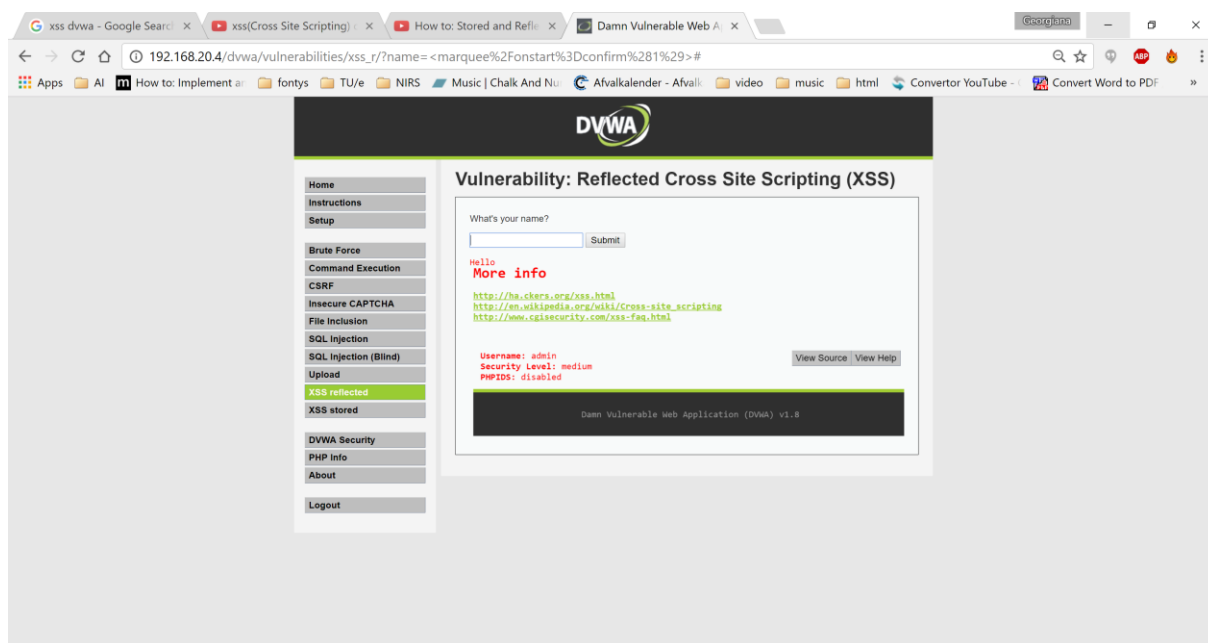 xss dvwa - Google Search
xss(Cross Site Scripting)
How to: Stored and Refle
Damn Vulnerable Web A
Georgiana
192.168.20.4/dvwa/vulnerabilities/xss_r/?name=<marquee%2Fonstart%3Dconfirm%281%29>#
ABP
Apps AI m How to: Implement ar fontys TU/e NIRS Music | Chalk And Nu Afvalkalender - Afvalk video music html Convertor YouTube - Convert Word to PDF »
DVWA
Home
Instructions
Setup
Brute Force
Command Execution
CSRF
Insecure CAPTCHA
File Inclusion
SQL Injection
SQL Injection (Blind)
Upload
XSS reflected
XSS stored
DVWA Security
PHP Info
About
Logout
Vulnerability: Reflected Cross Site Scripting (XSS)
What's your name?
Submit
Hello
More info
http://ha.ckers.org/xss.html
http://en.wikipedia.org/wiki/Cross-site_scripting
http://www.cgisecurity.com/xss-faq.html
Username: admin
Security Level: medium
PHPIDS: disabled
View Source View Help
Damn Vulnerable Web Application (DVWA) v1.8